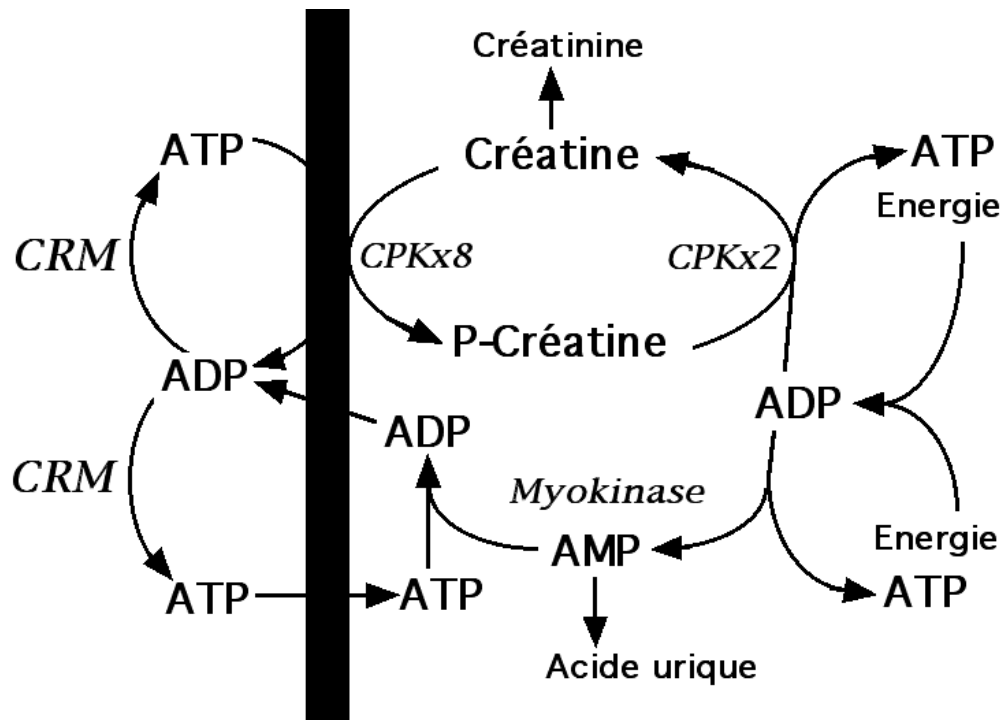 Créatinine
ATP
Créatine
ATP
Energie
CRM
CPKx8
CPKx2
P-Créatine
ADP
ADP
ADP
CRM
Myokinase
AMP
Energie
ATP
ATP
ATP
Acide urique